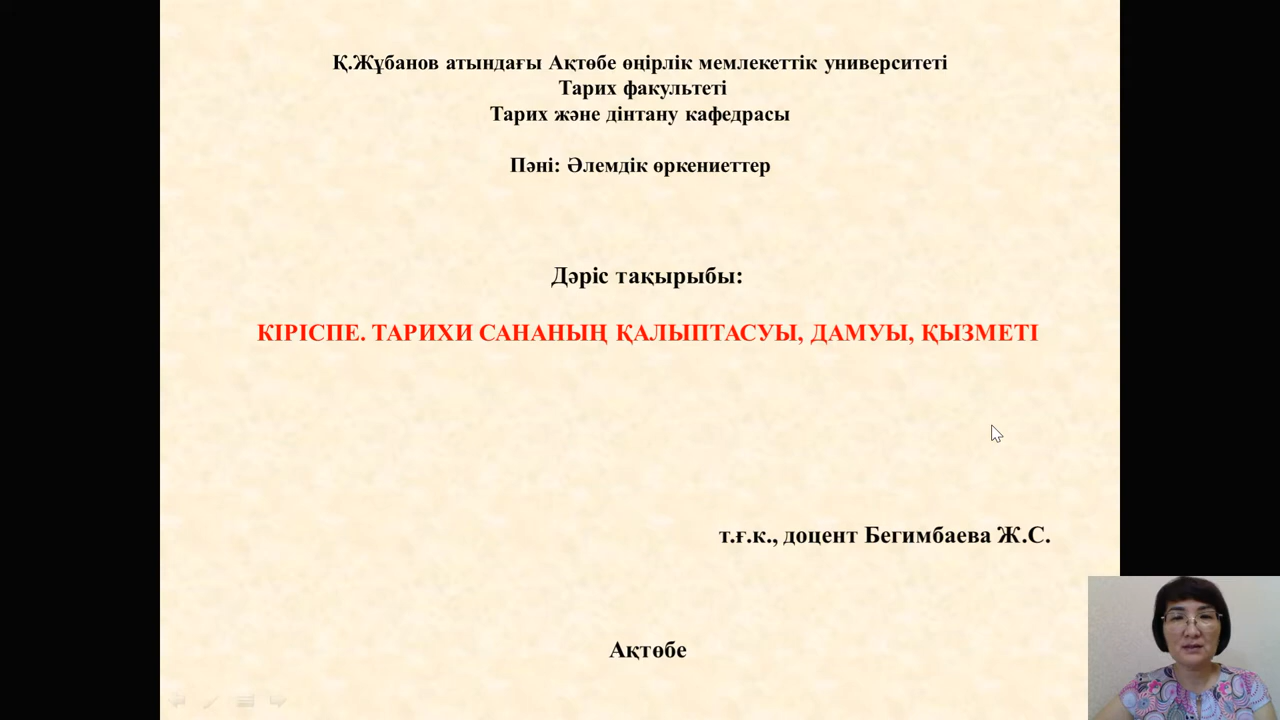 Қ.Жұбанов атындағы Ақтөбе өңірлік мемлекеттік университеті
Тарих факультеті
Тарих және дінтану кафедрасы
Пәні: Әлемдік өркениеттер
Дәріс тақырыбы:
КІРІСПЕ. ТАРИХИ САНАНЫҢ ҚАЛЫПТАСУЫ, ДАМУЫ, ҚЫЗМЕТІ
т.ғ.к., доцент Бегимбаева Ж.С.
Ақтөбе